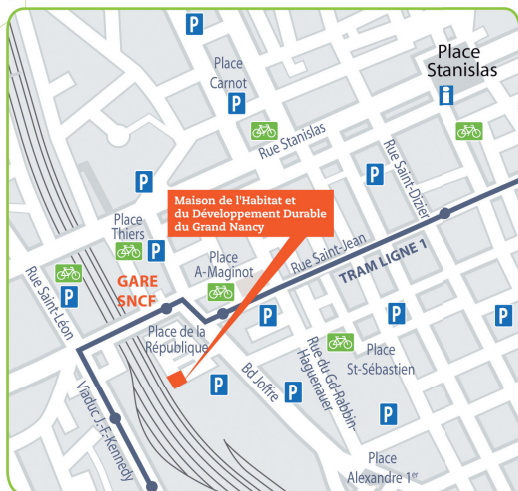 P
Place
Carnot
P
Place
Stanislas
i
Rue Stanislas
P
P
Rue Saint-Dizier
Maison de l'Habitat et
du Développement Durable
du Grand Nancy
Place
Thiers
P
Rue Saint-Léon
P
GARE
SNCF
Place
A-Maginot
Rue Saint-Jean
TRAM LIGNE 1
P
P
Place de la
République
Viaduc J.-F.-Kennedy
P
Bd Joffre
P
Rue du Gd-Rabbin-
Haguenauer
Place
St-Sébastien
P
Place
Alexandre 1er